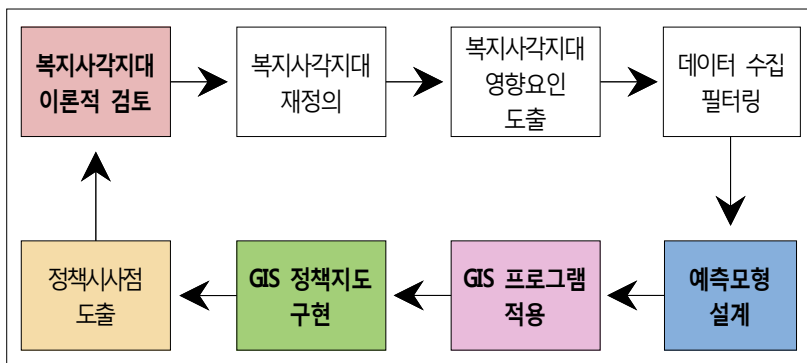 복지사각지대
이론적 검토
복지사각지대
재정의
복지사각지대
영향요인
도출
데이터 수집
필터링
정책시사점
도출
GIS 정책지도
구현
GIS 프로그램
적용
예측모형
설계